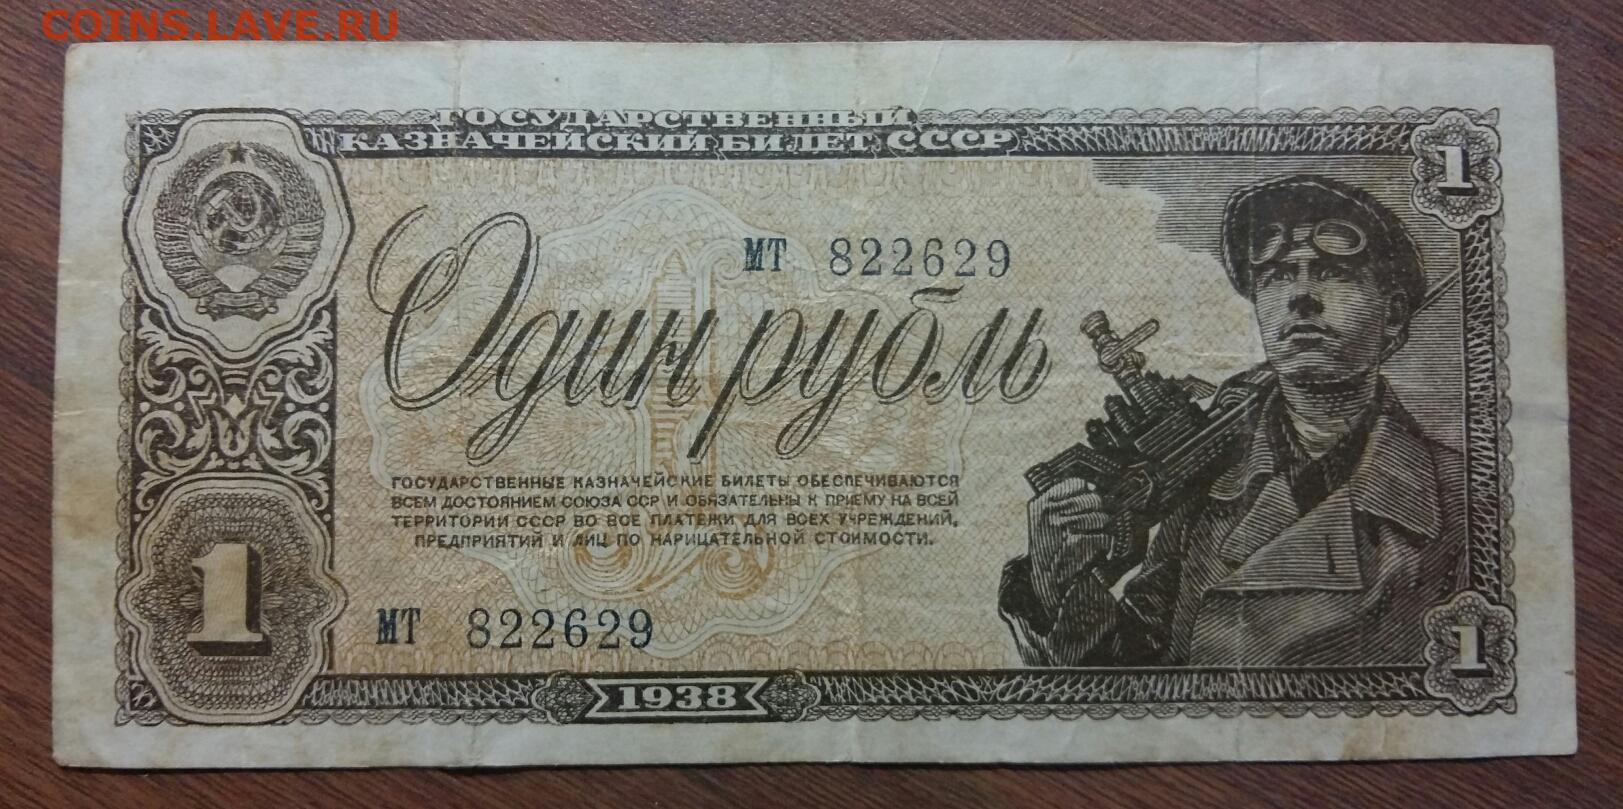 COINS.LAVE.RU
ГОСУДАРСТВЕННЫЙ
КАЗНАЧЕЙСКИЙ БИЛЕТ СССР
1
МТ 822629
Один рубль
ГОСУДАРСТВЕННЫЕ КАЗНАЧЕЙСКИЕ БИЛЕТЫ ОБЕСПЕЧИВАЮТСЯ
ВСЕМ ДОСТОЯНИЕМ СОЮЗА ССР И ОБЯЗАТЕЛЬНЫ К ПРИЕМУ НА ВСЕЙ
ТЕРРИТОРИИ СССР ВО ВСЕ ПЛАТЕЖИ ДЛЯ ВСЕХ УЧРЕЖДЕНИЙ,
ПРЕДПРИЯТИЙ И ЛИЦ ПО НАРИЦАТЕЛЬНОЙ СТОИМОСТИ.
1
МТ 822629
1
1938